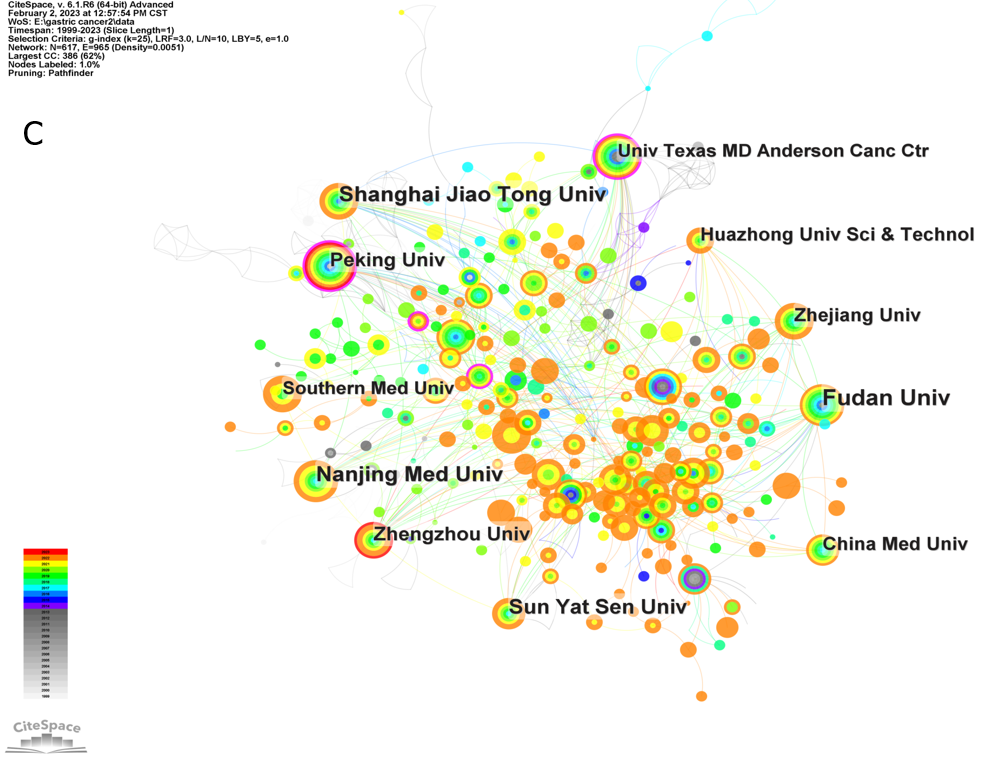 CiteSpace, v. 6.1.R6 (64-bit) Advanced
February 2, 2023 at 12:57:54 PM CST
WoS: E:\gastric cancer2\data
Timespan: 1999-2023 (Slice Length=1)
Selection Criteria: g-index (k=25), LRF=3.0, L/N=10, LBY=5, e=1.0
Network: N=617, E=965 (Density=0.0051)
Largest CC: 386 (62%)
Nodes Labeled: 1.0%
Pruning: Pathfinder
C
Univ Texas MD Anderson Canc Ctr
Shanghai Jiao Tong Univ
Huazhong Univ Sci & Technol
Peking Univ
Zhejiang Univ
Southern Med Univ
Fudan Univ
Nanjing Med Univ
Zhengzhou Univ
China Med Univ
Sun Yat Sen Univ
CiteSpace